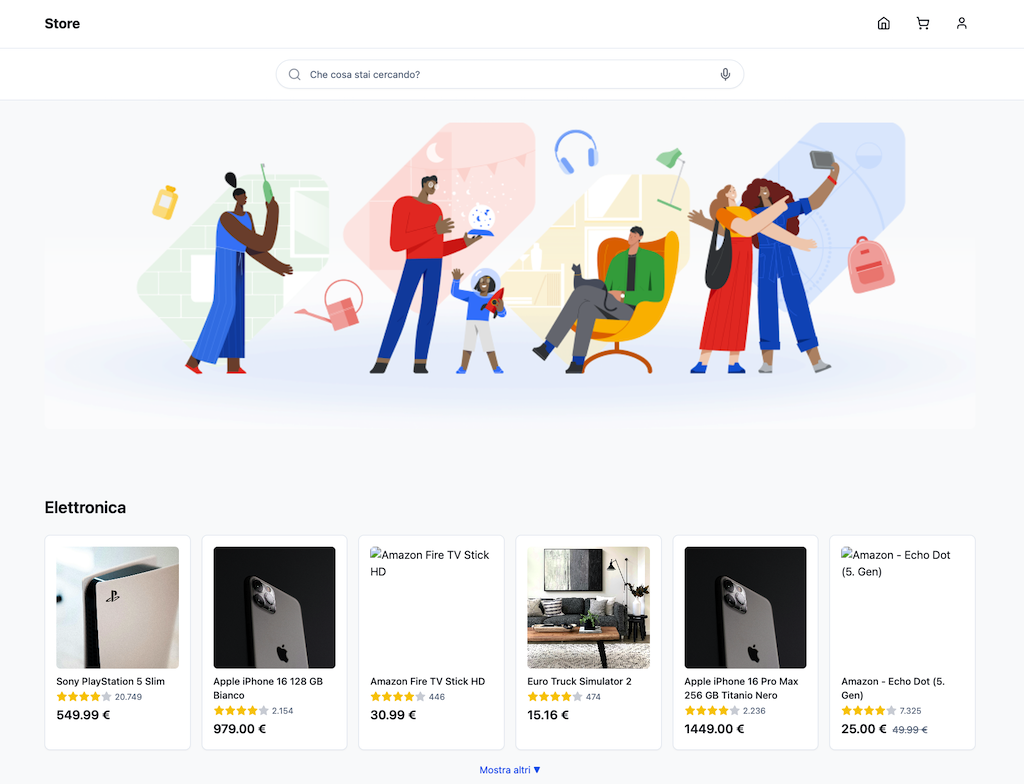 Store
Che cosa stai cercando?
Elettronica
Amazon Fire TV Stick
HD
Amazon - Echo Dot
(5. Gen)
Sony PlayStation 5 Slim
20.749
549.99 €
Apple iPhone 16 128 GB
Bianco
2.154
979.00 €
Amazon Fire TV Stick HD
446
30.99 €
Euro Truck Simulator 2
474
15.16 €
Apple iPhone 16 Pro Max
256 GB Titanio Nero
2.236
1449.00 €
Amazon - Echo Dot (5.
Gen)
7.325
25.00 € 49.99 €
Mostra altri ▼